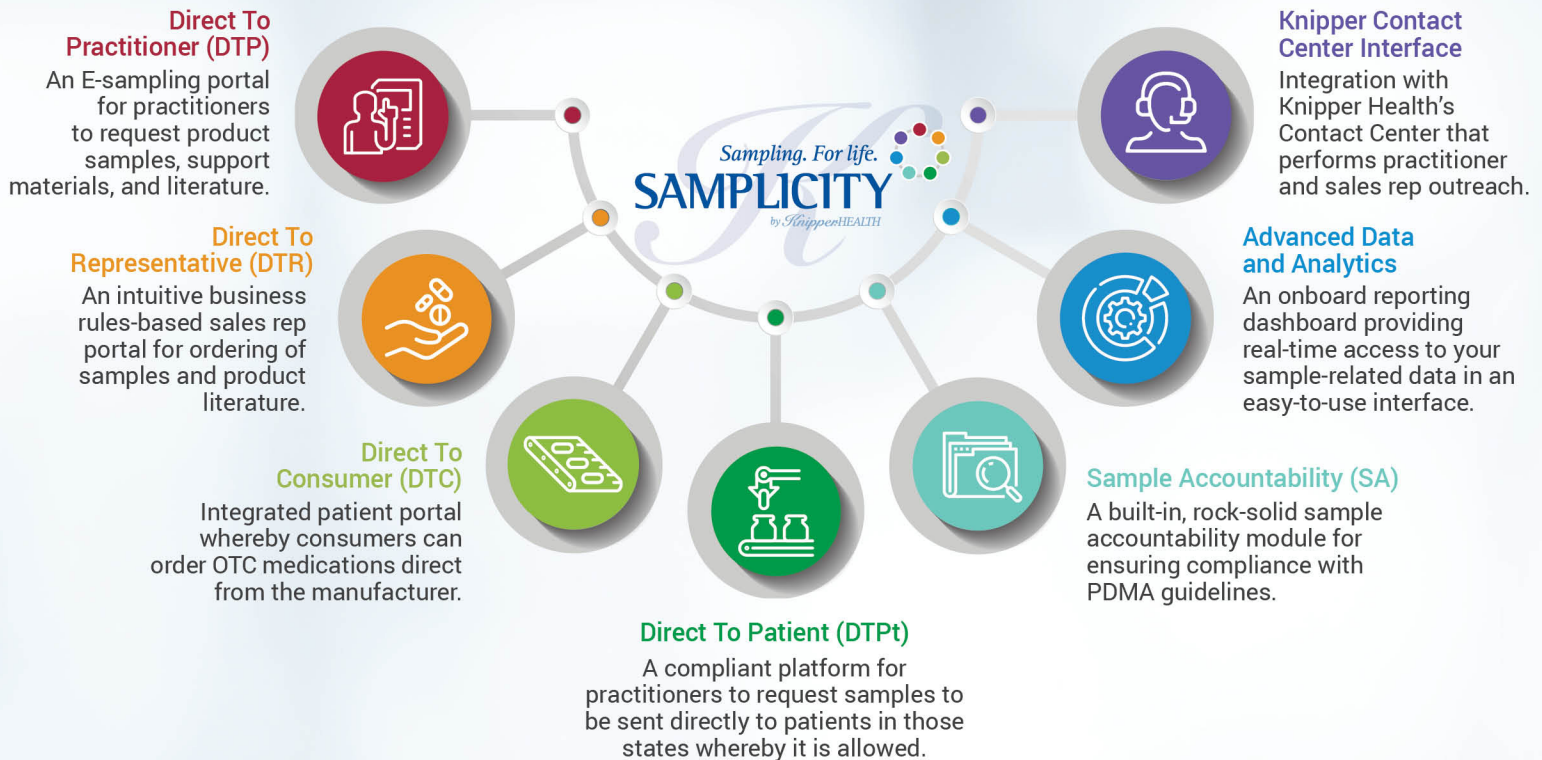 Direct To
Practitioner (DTP)
An E-sampling portal
for practitioners
to request product
samples, support
materials, and literature.
Direct To
Representative (DTR)
An intuitive business
rules-based sales rep
portal for ordering of
samples and product
literature.
Direct To
Consumer (DTC)
Integrated patient portal
whereby consumers can
order OTC medications direct
from the manufacturer.
Direct To Patient (DTPt)
A compliant platform for
practitioners to request samples to
be sent directly to patients in those
states whereby it is allowed.
K
Sampling. For life.
SAMPLICITY
by KnipperHEALTH
Knipper Contact
Center Interface
Integration with
Knipper Health’s
Contact Center that
performs practitioner
and sales rep outreach.
Advanced Data
and Analytics
An onboard reporting
dashboard providing
real-time access to your
sample-related data in an
easy-to-use interface.
Sample Accountability (SA)
A built-in, rock-solid sample
accountability module for
ensuring compliance with
PDMA guidelines.